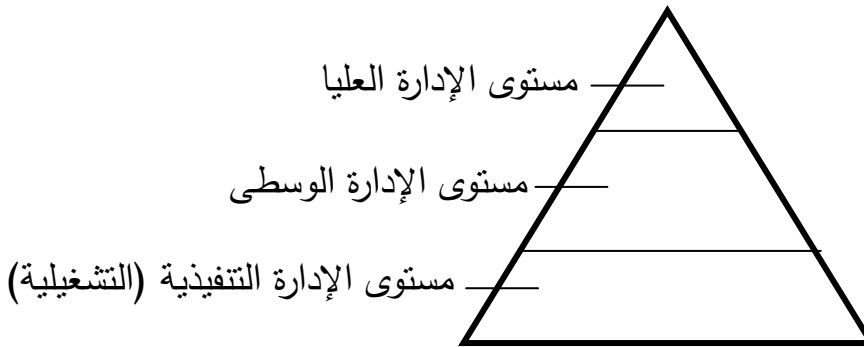 مستوى الإدارة العليا
مستوى الإدارة الوسطى
مستوى الإدارة التنفيذية (التشغيلية)